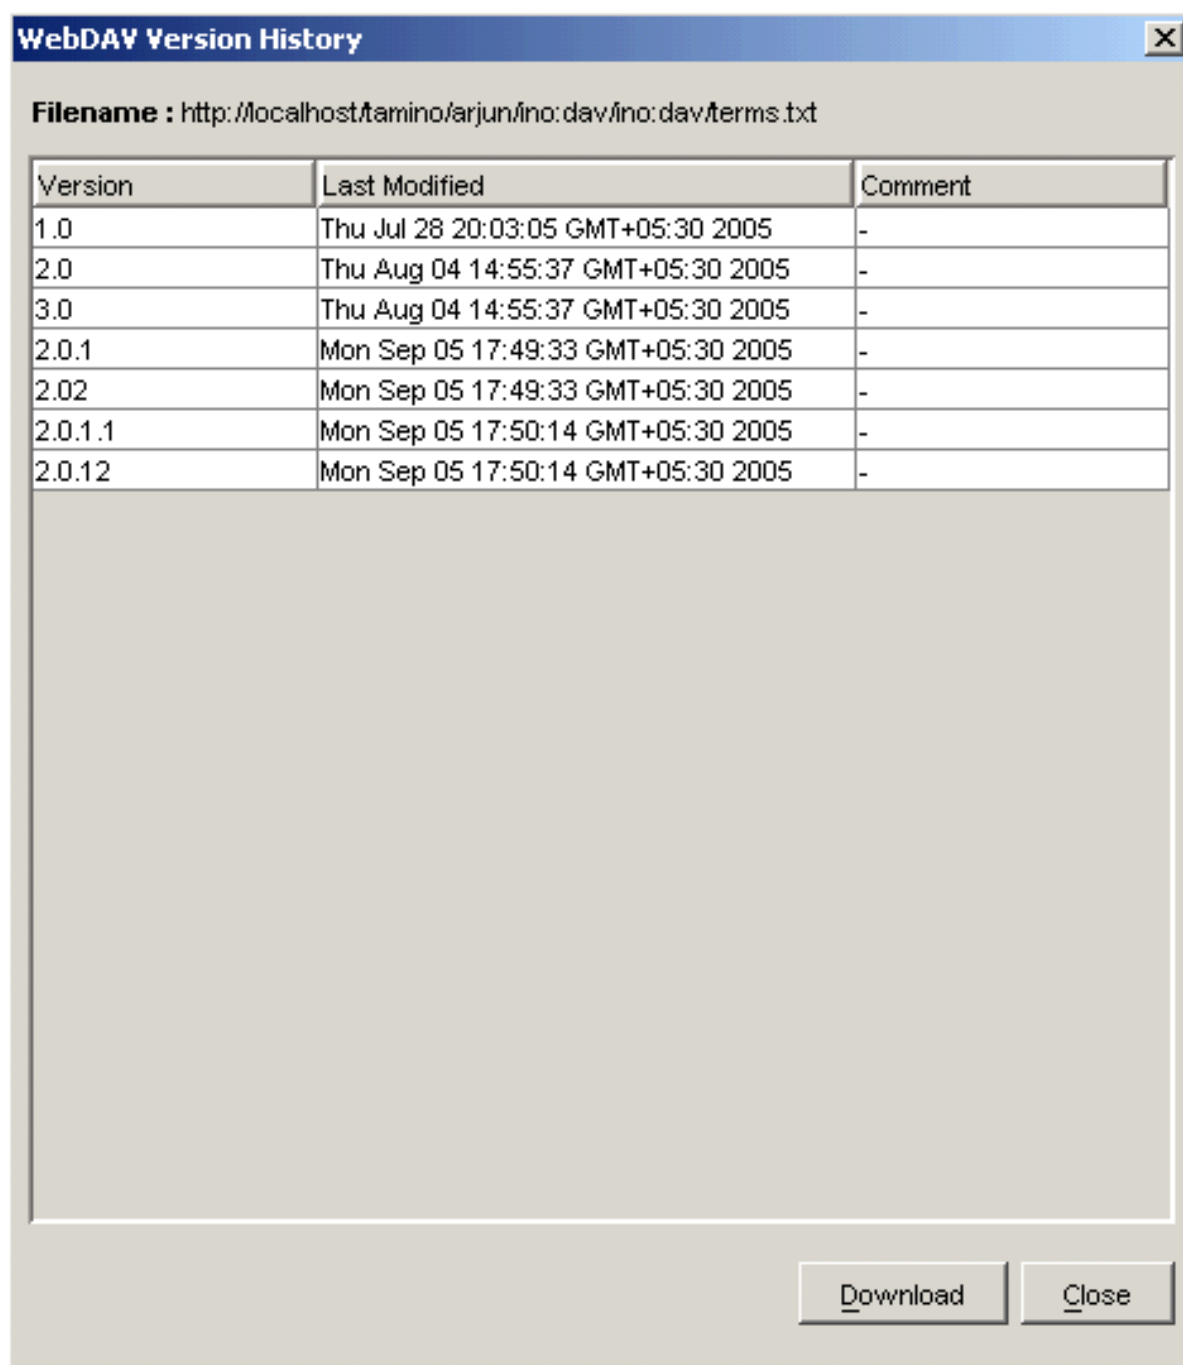 WebDAV Version History
Filename : http://localhost/tamino/arjun/ino:dav/ino:dav/terms.txt
Version Last Modified Comment
1.0 Thu Jul 28 20:03:05 GMT+05:30 2005 -
2.0 Thu Aug 04 14:55:37 GMT+05:30 2005 -
3.0 Thu Aug 04 14:55:37 GMT+05:30 2005 -
2.0.1 Mon Sep 05 17:49:33 GMT+05:30 2005 -
2.02 Mon Sep 05 17:49:33 GMT+05:30 2005 -
2.0.1.1 Mon Sep 05 17:50:14 GMT+05:30 2005 -
2.0.12 Mon Sep 05 17:50:14 GMT+05:30 2005 -
Download Close